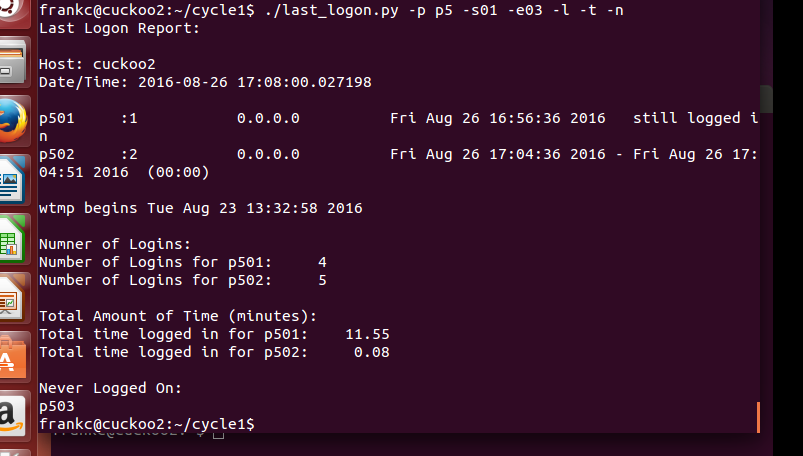 frankc@cuckoo2:~/cycle1$ ./last_logon.py -p p5 -s01 -e03 -l -t -n
Last Logon Report:
Host: cuckoo2
Date/Time: 2016-08-26 17:08:00.027198
p501     :1           0.0.0.0          Fri Aug 26 16:56:36 2016   still logged i
n
p502     :2           0.0.0.0          Fri Aug 26 17:04:36 2016 - Fri Aug 26 17:
04:51 2016  (00:00)
wtmp begins Tue Aug 23 13:32:58 2016
Numner of Logins:
Number of Logins for p501:     4
Number of Logins for p502:     5
Total Amount of Time (minutes):
Total time logged in for p501:    11.55
Total time logged in for p502:     0.08
Never Logged On:
p503
frankc@cuckoo2:~/cycle1$